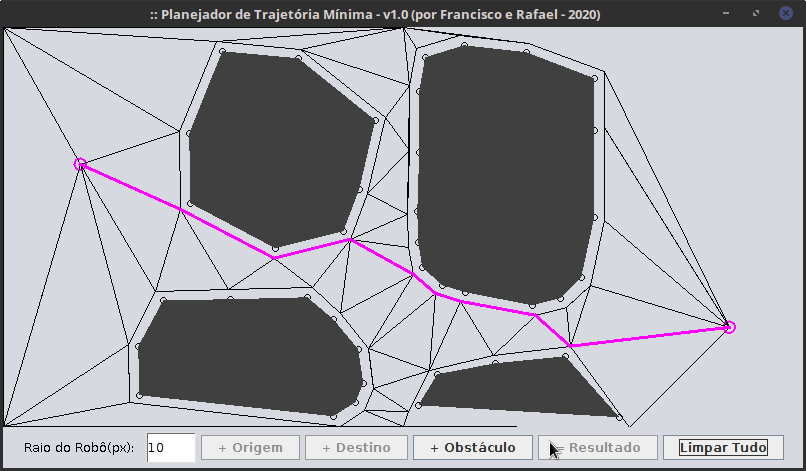 :: Planejador de Trajetória Mínima - v1.0 (por Francisco e Rafael - 2020)
Raio do Robô(px): 10 + Origem + Destino + Obstáculo = Resultado Limpar Tudo